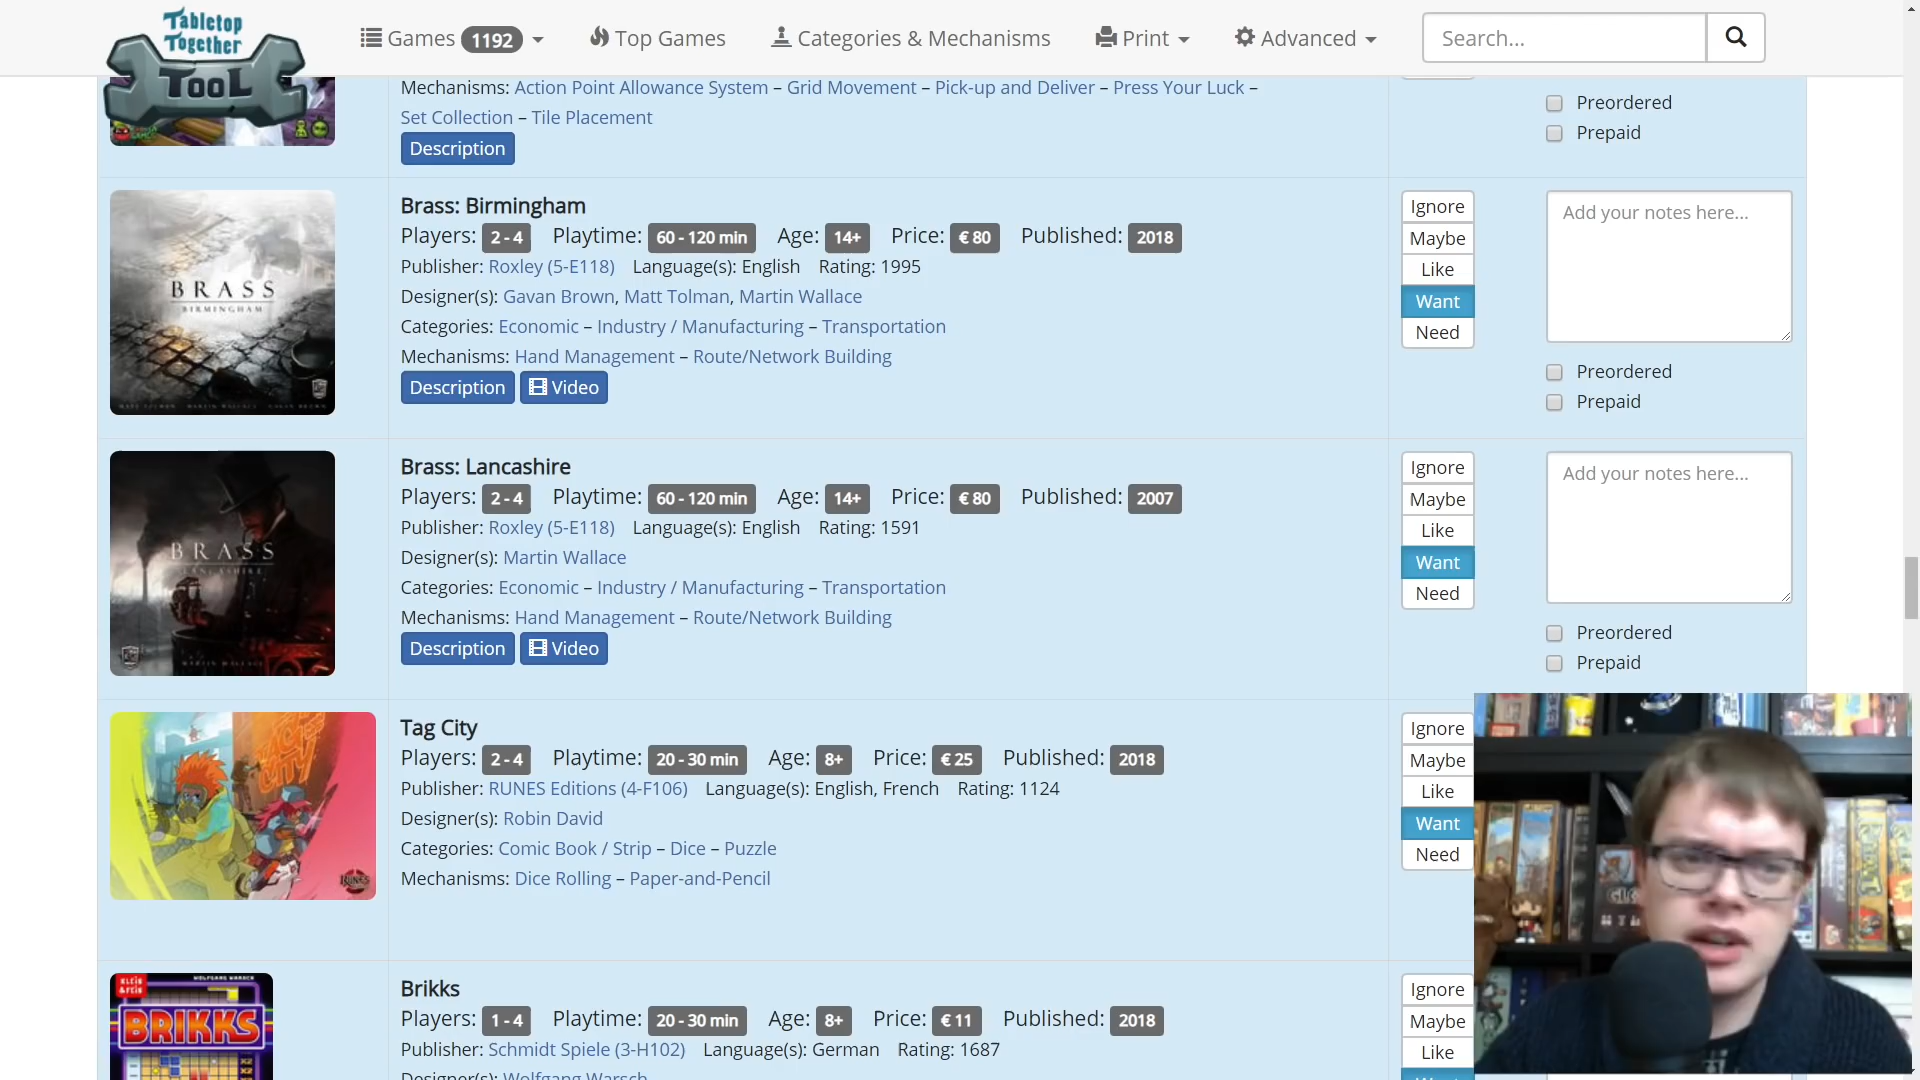 Tabletop
Together
TOOL
Games 1192
Top Games
Categories & Mechanisms
Print
Advanced
Search...
Mechanisms: Action Point Allowance System – Grid Movement – Pick-up and Deliver – Press Your Luck –
Set Collection – Tile Placement
Description
Preordered
Prepaid
BRASS
BIRMINGHAM
Brass: Birmingham
Players: 2 - 4 Playtime: 60 - 120 min Age: 14+ Price: € 80 Published: 2018
Publisher: Roxley (5-E118) Language(s): English Rating: 1995
Designer(s): Gavan Brown, Matt Tolman, Martin Wallace
Categories: Economic – Industry / Manufacturing – Transportation
Mechanisms: Hand Management – Route/Network Building
Description Video
Ignore
Maybe
Like
Want
Need
Add your notes here...
Preordered
Prepaid
BRASS
LANCASHIRE
MARTIN WALLACE
Brass: Lancashire
Players: 2 - 4 Playtime: 60 - 120 min Age: 14+ Price: € 80 Published: 2007
Publisher: Roxley (5-E118) Language(s): English Rating: 1591
Designer(s): Martin Wallace
Categories: Economic – Industry / Manufacturing – Transportation
Mechanisms: Hand Management – Route/Network Building
Description Video
Ignore
Maybe
Like
Want
Need
Add your notes here...
Preordered
Prepaid
TAG CITY
RUNES
Tag City
Players: 2 - 4 Playtime: 20 - 30 min Age: 8+ Price: € 25 Published: 2018
Publisher: RUNES Editions (4-F106) Language(s): English, French Rating: 1124
Designer(s): Robin David
Categories: Comic Book / Strip – Dice – Puzzle
Mechanisms: Dice Rolling – Paper-and-Pencil
Ignore
Maybe
Like
Want
Need
WOLFGANG WARSCH
BRIKKS
Brikks
Players: 1 - 4 Playtime: 20 - 30 min Age: 8+ Price: € 11 Published: 2018
Publisher: Schmidt Spiele (3-H102) Language(s): German Rating: 1687
Designer(s): Wolfgang Warsch
Ignore
Maybe
Like